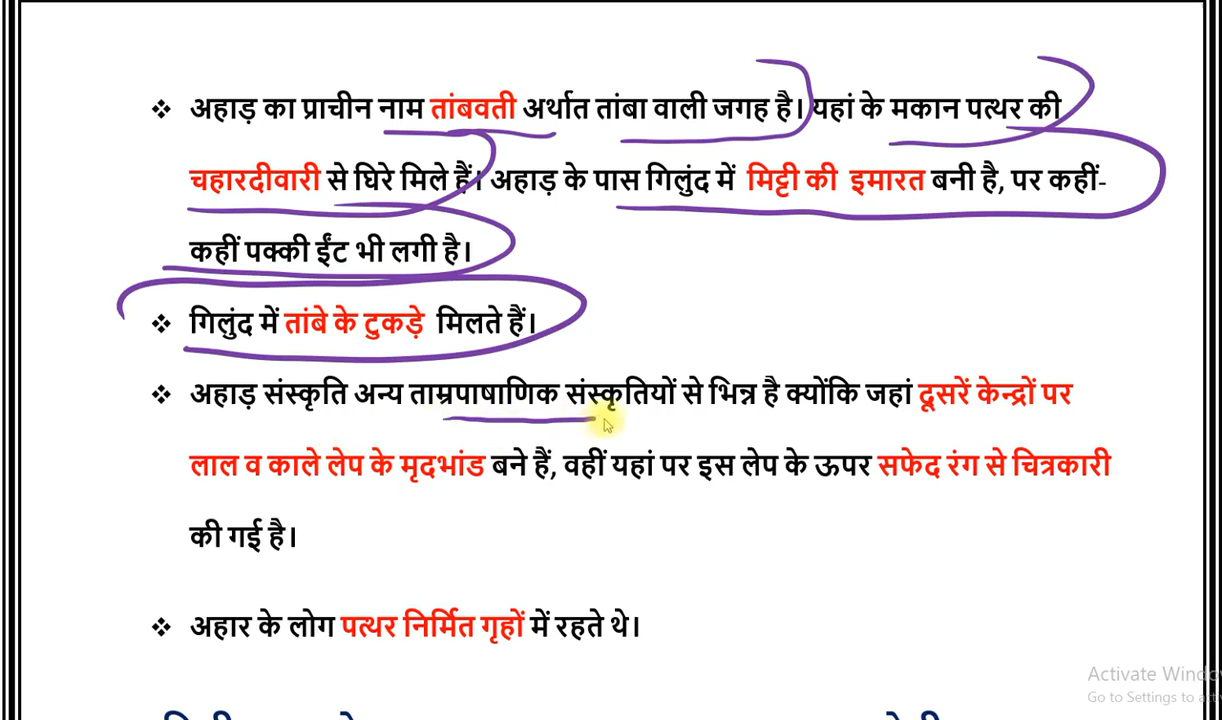 ❖ अहाड़ का प्राचीन नाम तांबवती अर्थात तांबा वाली जगह है। यहां के मकान पत्थर की
चहारदीवारी से घिरे मिले हैं। अहाड़ के पास गिलुंद में मिट्टी की इमारत बनी है, पर कहीं-
कहीं पक्की ईंट भी लगी है।
❖ गिलुंद में तांबे के टुकड़े मिलते हैं।
❖ अहाड़ संस्कृति अन्य ताम्रपाषाणिक संस्कृतियों से भिन्न है क्योंकि जहां दूसरें केन्द्रों पर
लाल व काले लेप के मृदभांड बने हैं, वहीं यहां पर इस लेप के ऊपर सफेद रंग से चित्रकारी
की गई है।
❖ अहार के लोग पत्थर निर्मित गृहों में रहते थे।
Activate Windo
Go to Settings to a